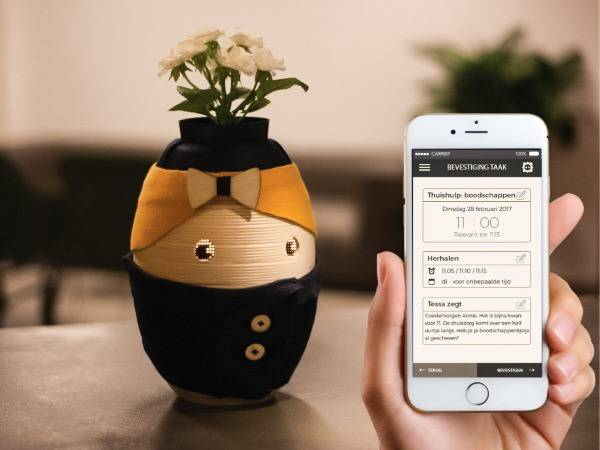 CARRIER 100%
BEVESTIGING TAAK
Thuishulp: boodschappen
Dinsdag 28 februari 2017
11 : 00
Relevant tot: 11.15
Herhalen
11.05 / 11.10 / 11.15
di - voor onbepaalde tijd
Tessa zegt
Goedemorgen Annie. Het is bijna kwart
voor 11. De thuiszorg komt over een half
uurtje langs. Heb je je boodschappenlijstje
al geschreven?
← TERUG BEVESTIGEN →